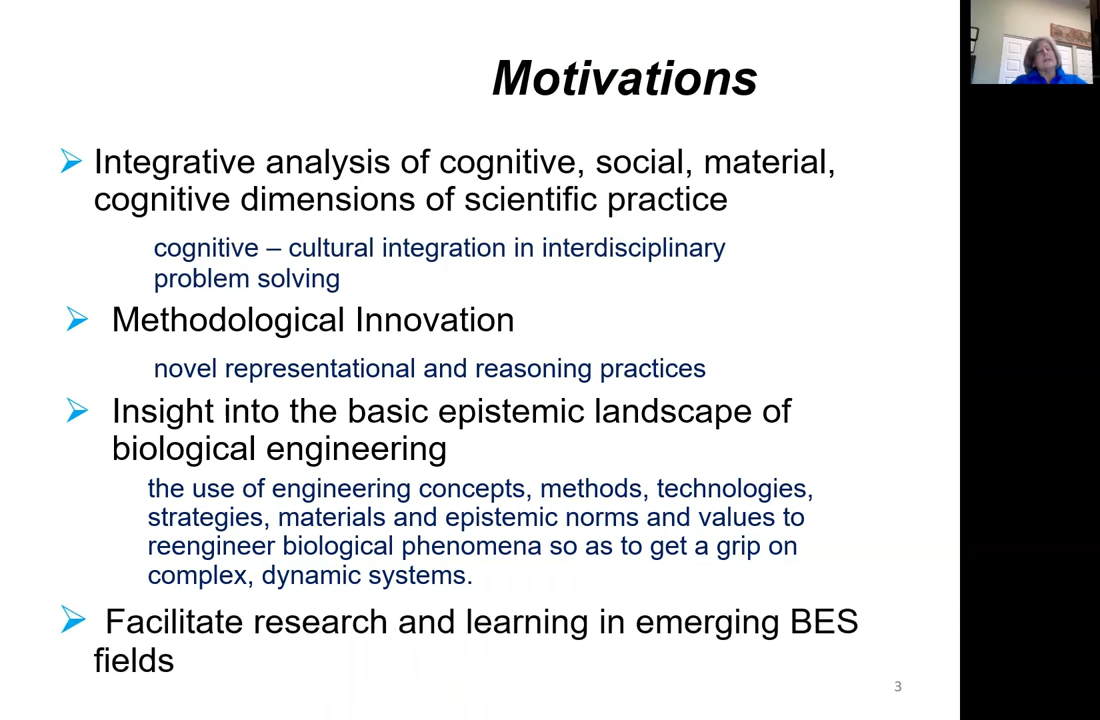 Motivations
Integrative analysis of cognitive, social, material,
cognitive dimensions of scientific practice
cognitive – cultural integration in interdisciplinary
problem solving
Methodological Innovation
novel representational and reasoning practices
Insight into the basic epistemic landscape of
biological engineering
the use of engineering concepts, methods, technologies,
strategies, materials and epistemic norms and values to
reengineer biological phenomena so as to get a grip on
complex, dynamic systems.
Facilitate research and learning in emerging BES
fields
3